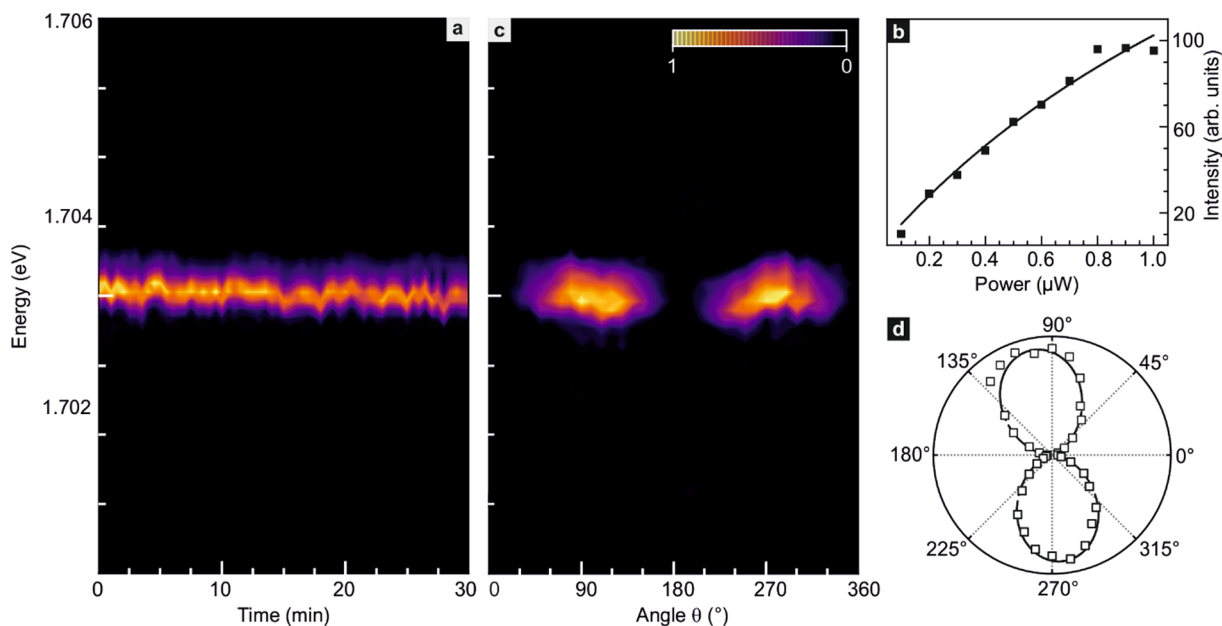 a
1.706
1.704
1.702
Energy (eV)
0 10 20 30
Time (min)
c
1 0
0 90 180 270 360
Angle θ (°)
b
100
60
20
Intensity (arb. units)
0.2 0.4 0.6 0.8 1.0
Power (µW)
d
90°
135° 45°
180° 0°
225° 315°
270°